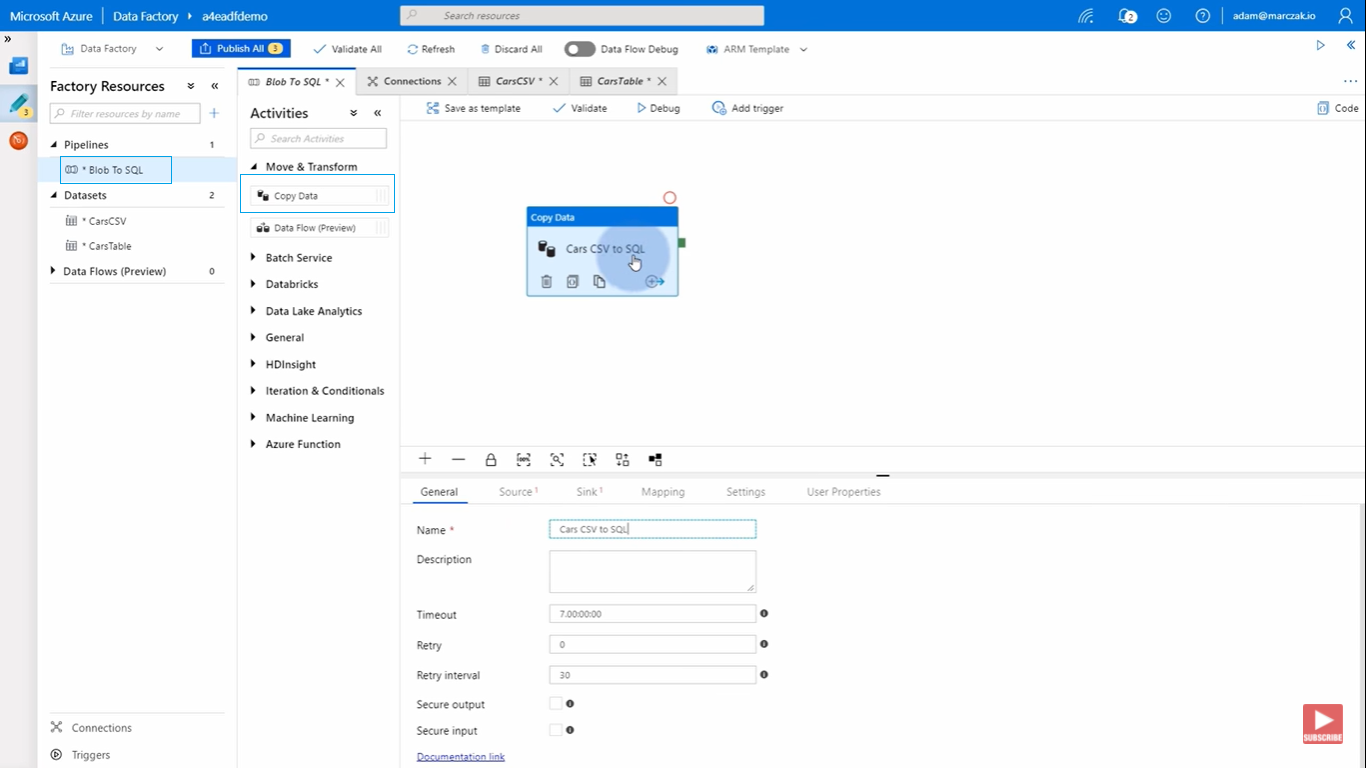 Microsoft Azure
Data Factory
a4eadfdemo
Search resources
2
adam@marczak.io
»
Data Factory
Publish All 3
Validate All
Refresh
Discard All
Data Flow Debug
ARM Template
«
3
Factory Resources
Filter resources by name
Pipelines 1
* Blob To SQL
Datasets 2
* CarsCSV
* CarsTable
Data Flows (Preview) 0
Connections
Triggers
Blob To SQL *
Connections
CarsCSV *
CarsTable *
...
Activities
Search Activities
Move & Transform
Copy Data
Data Flow (Preview)
Batch Service
Databricks
Data Lake Analytics
General
HDInsight
Iteration & Conditionals
Machine Learning
Azure Function
Save as template
Validate
Debug
Add trigger
Code
Copy Data
Cars CSV to SQL
100%
General
Source 1
Sink 1
Mapping
Settings
User Properties
Name *
Cars CSV to SQL
Description
Timeout
7.00:00:00
Retry
0
Retry interval
30
Secure output
Secure input
Documentation link
SUBSCRIBE